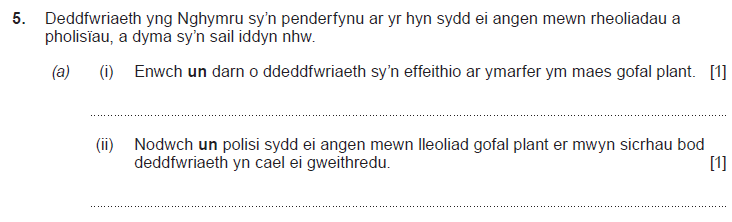 5. Deddfwriaeth yng Nghymru sy'n penderfynu ar yr hyn sydd ei angen mewn rheoliadau a
pholisïau, a dyma sy'n sail iddyn nhw.
(a) (i) Enwch un darn o ddeddfwriaeth sy'n effeithio ar ymarfer ym maes gofal plant. [1]
(ii) Nodwch un polisi sydd ei angen mewn lleoliad gofal plant er mwyn sicrhau bod
deddfwriaeth yn cael ei gweithredu. [1]